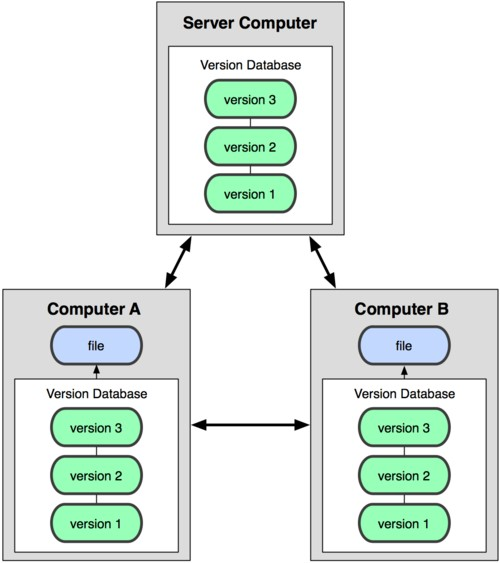 Server Computer
Version Database
version 3
version 2
version 1
Computer A
file
Version Database
version 3
version 2
version 1
Computer B
file
Version Database
version 3
version 2
version 1